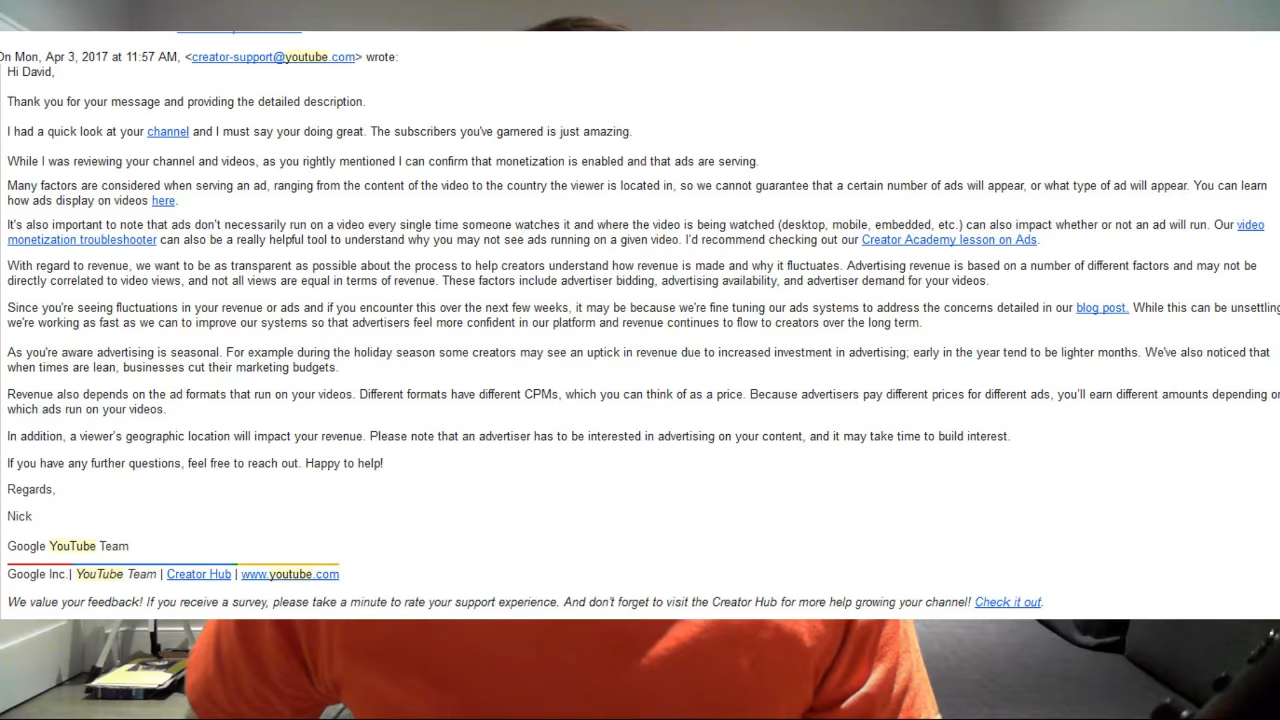 On Mon, Apr 3, 2017 at 11:57 AM, <creator-support@youtube.com> wrote:
Hi David,
Thank you for your message and providing the detailed description.
I had a quick look at your channel and I must say your doing great. The subscribers you've garnered is just amazing.
While I was reviewing your channel and videos, as you rightly mentioned I can confirm that monetization is enabled and that ads are serving.
Many factors are considered when serving an ad, ranging from the content of the video to the country the viewer is located in, so we cannot guarantee that a certain number of ads will appear, or what type of ad will appear. You can learn
how ads display on videos here.
It's also important to note that ads don't necessarily run on a video every single time someone watches it and where the video is being watched (desktop, mobile, embedded, etc.) can also impact whether or not an ad will run. Our video
monetization troubleshooter can also be a really helpful tool to understand why you may not see ads running on a given video. I'd recommend checking out our Creator Academy lesson on Ads.
With regard to revenue, we want to be as transparent as possible about the process to help creators understand how revenue is made and why it fluctuates. Advertising revenue is based on a number of different factors and may not be
directly correlated to video views, and not all views are equal in terms of revenue. These factors include advertiser bidding, advertising availability, and advertiser demand for your videos.
Since you're seeing fluctuations in your revenue or ads and if you encounter this over the next few weeks, it may be because we're fine tuning our ads systems to address the concerns detailed in our blog post. While this can be unsettling
we're working as fast as we can to improve our systems so that advertisers feel more confident in our platform and revenue continues to flow to creators over the long term.
As you're aware advertising is seasonal. For example during the holiday season some creators may see an uptick in revenue due to increased investment in advertising; early in the year tend to be lighter months. We've also noticed that
when times are lean, businesses cut their marketing budgets.
Revenue also depends on the ad formats that run on your videos. Different formats have different CPMs, which you can think of as a price. Because advertisers pay different prices for different ads, you'll earn different amounts depending on
which ads run on your videos.
In addition, a viewer's geographic location will impact your revenue. Please note that an advertiser has to be interested in advertising on your content, and it may take time to build interest.
If you have any further questions, feel free to reach out. Happy to help!
Regards,
Nick
Google YouTube Team
Google Inc.| YouTube Team | Creator Hub | www.youtube.com
We value your feedback! If you receive a survey, please take a minute to rate your support experience. And don't forget to visit the Creator Hub for more help growing your channel! Check it out.